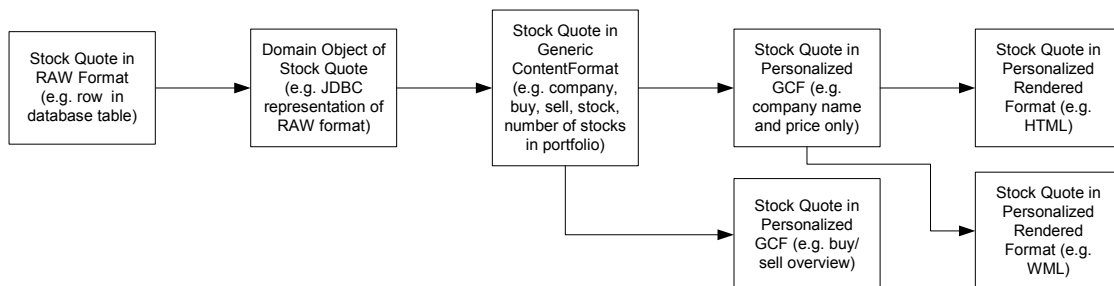 Stock Quote in
RAW Format
(e.g. row in
database table)
Domain Object of
Stock Quote
(e.g. JDBC
representation of
RAW format)
Stock Quote in
Generic
ContentFormat
(e.g. company,
buy, sell, stock,
number of stocks
in portfolio)
Stock Quote in
Personalized
GCF (e.g.
company name
and price only)
Stock Quote in
Personalized
Rendered
Format (e.g.
HTML)
Stock Quote in
Personalized
GCF (e.g. buy/
sell overview)
Stock Quote in
Personalized
Rendered
Format (e.g.
WML)